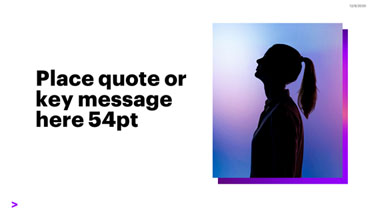 Place quote or
key message
here 54pt
>